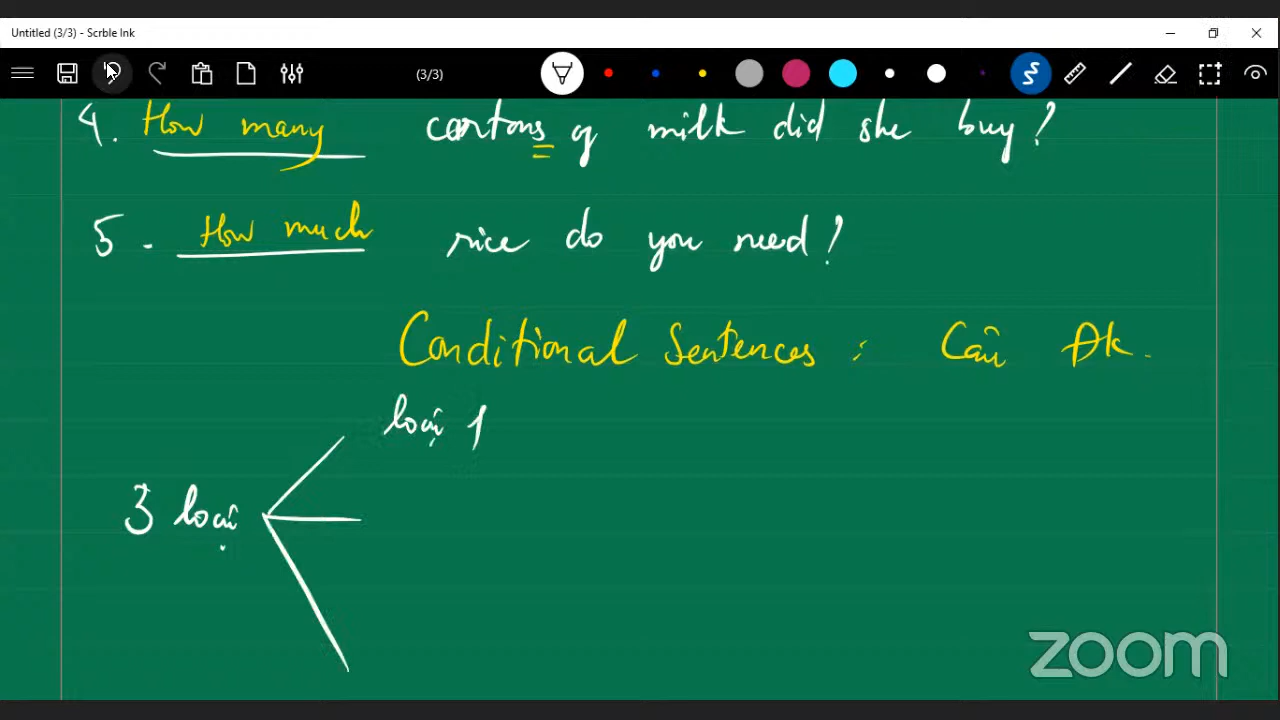 Untitled (3/3) - Scrble Ink
(3/3)
4. How many cartons of milk did she buy?
5. How much rice do you need?
Conditional Sentences : Câu ĐK.
loại 1
3 loại
zoom